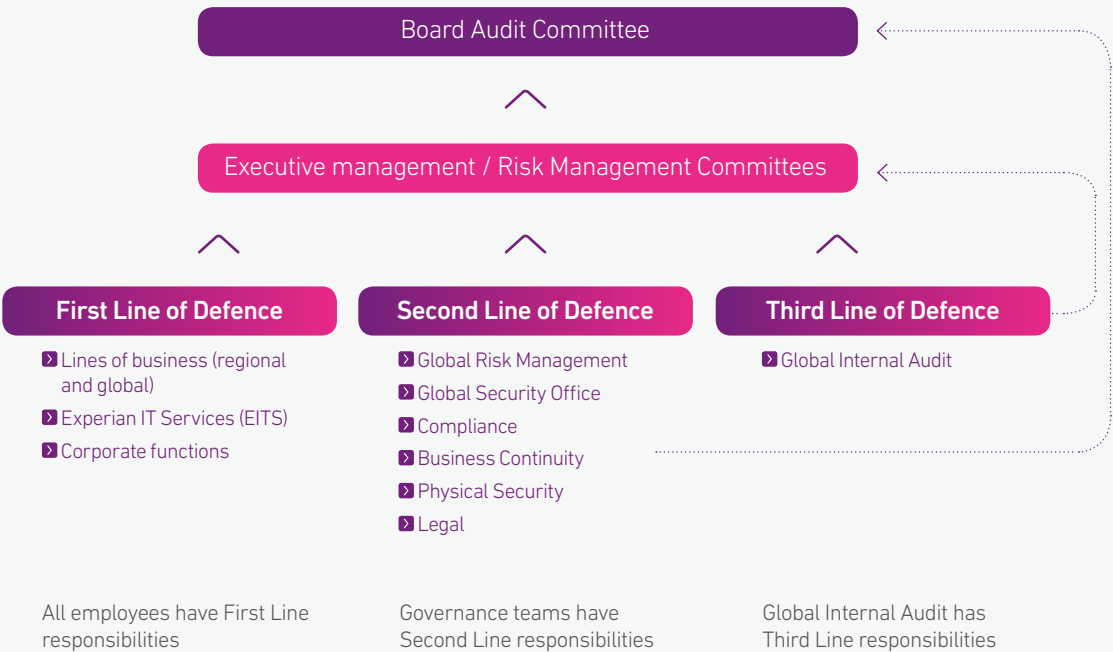 Board Audit Committee
Executive management / Risk Management Committees
First Line of Defence
Lines of business (regional
and global)
Experian IT Services (EITS)
Corporate functions
All employees have First Line
responsibilities
Second Line of Defence
Global Risk Management
Global Security Office
Compliance
Business Continuity
Physical Security
Legal
Governance teams have
Second Line responsibilities
Third Line of Defence
Global Internal Audit
Global Internal Audit has
Third Line responsibilities